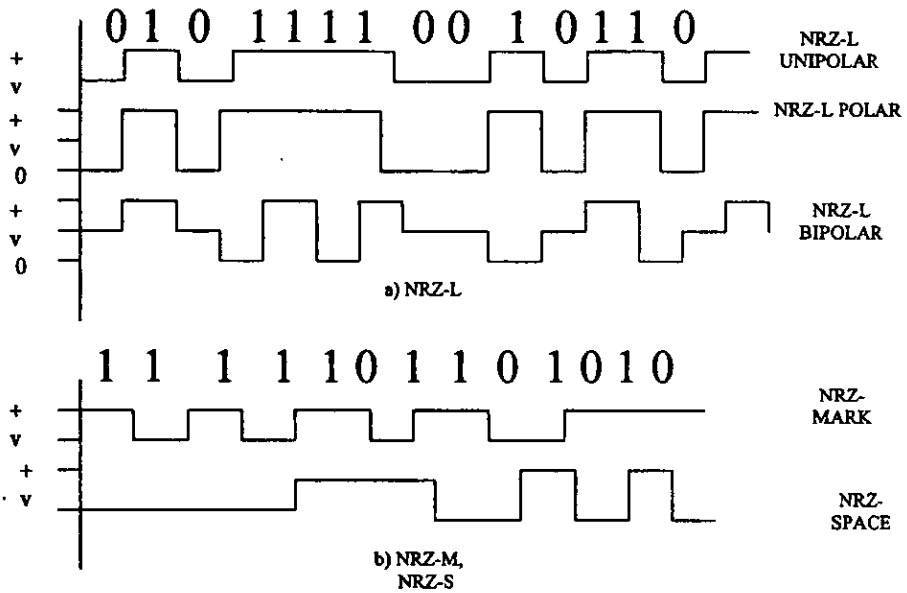 0 1 0 1 1 1 1 0 0 1 0 1 1 0
+
v
NRZ-L
UNIPOLAR
+
v
0
NRZ-L POLAR
+
v
0
NRZ-L
BIPOLAR
a) NRZ-L
1 1 1 1 1 0 1 1 0 1 0 1 0
+
v
NRZ-
MARK
+
v
NRZ-
SPACE
b) NRZ-M,
NRZ-S